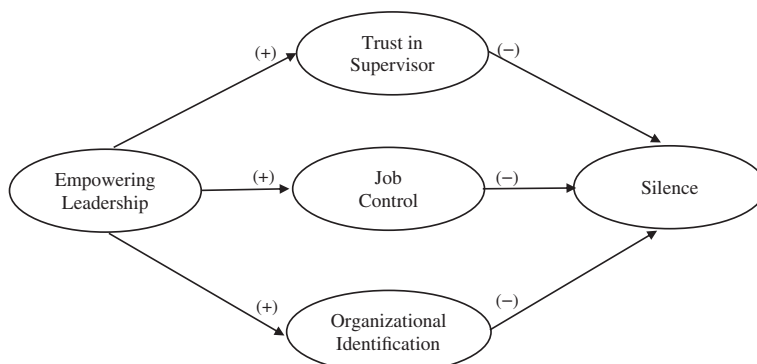 Trust in
Supervisor
(+)
(−)
Empowering
Leadership
(+)
Job
Control
(−)
Silence
(+)
(−)
Organizational
Identification